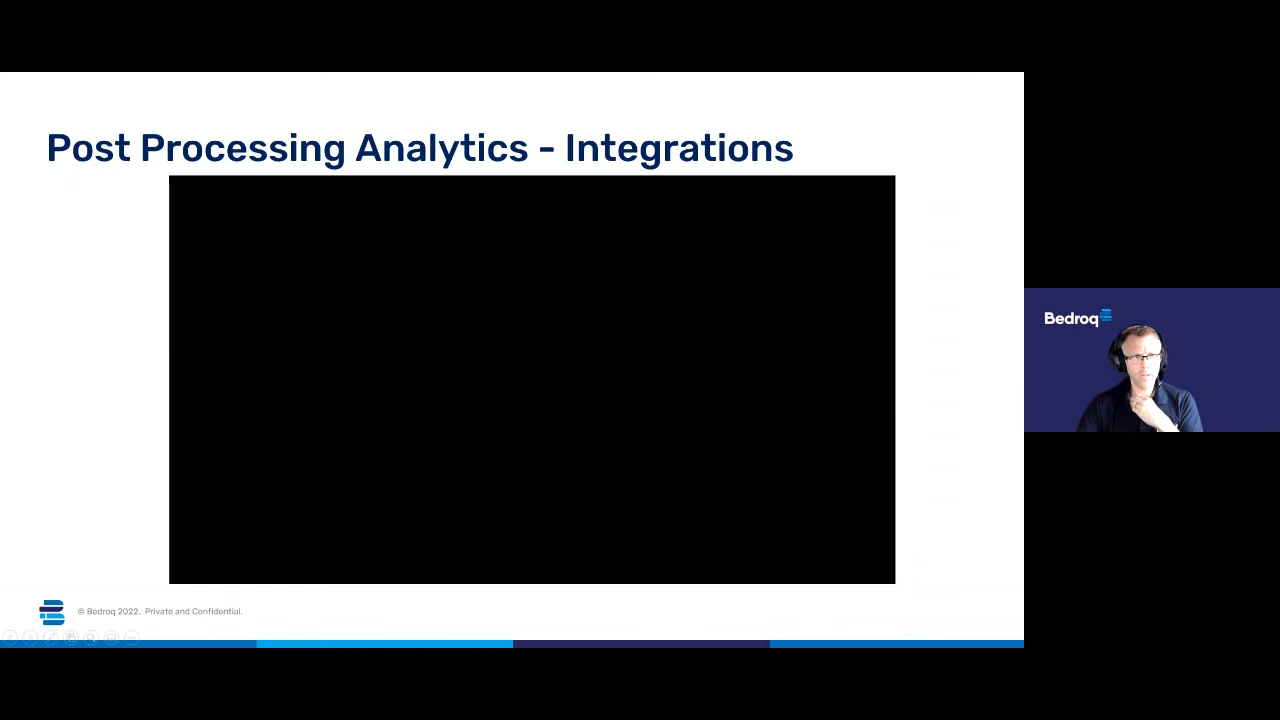 Post Processing Analytics - Integrations
Bedroq
© Bedroq 2022. Private and Confidential.